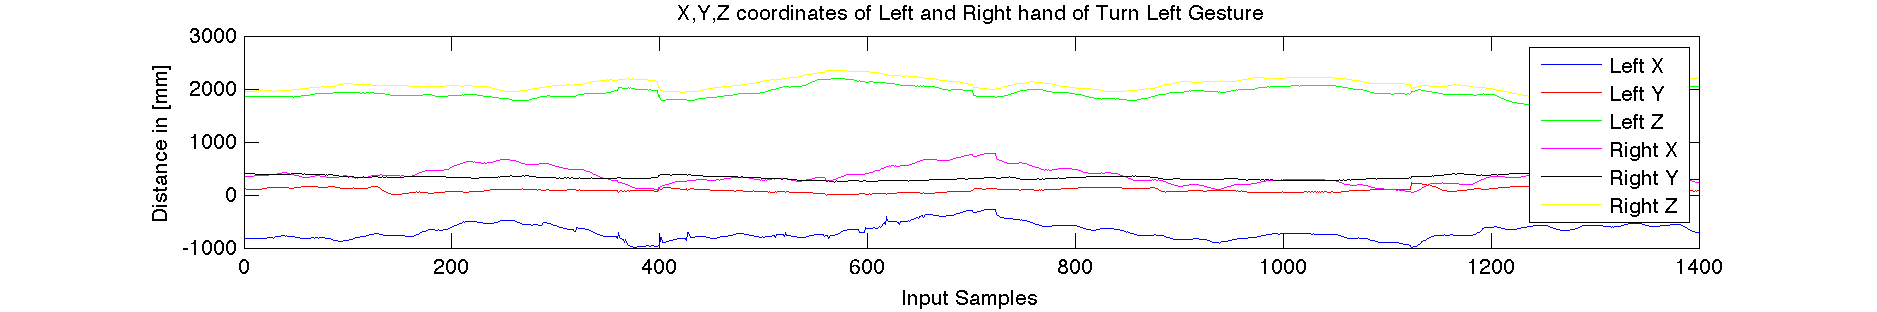 X,Y,Z coordinates of Left and Right hand of Turn Left Gesture
3000
2000
1000
0
-1000
Distance in [mm]
Left X
Left Y
Left Z
Right X
Right Y
Right Z
0 200 400 600 800 1000 1200 1400
Input Samples